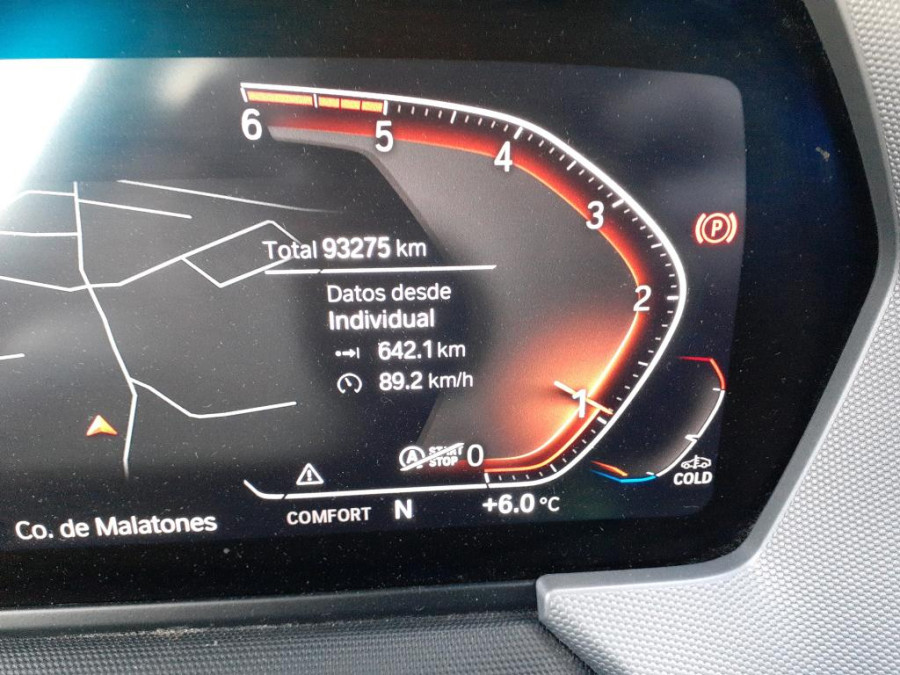 6
5
4
3
2
1
0
Total 93275 km
Datos desde
Individual
642.1 km
89.2 km/h
P
A START
STOP
COLD
COMFORT N +6.0 °C
Co. de Malatones